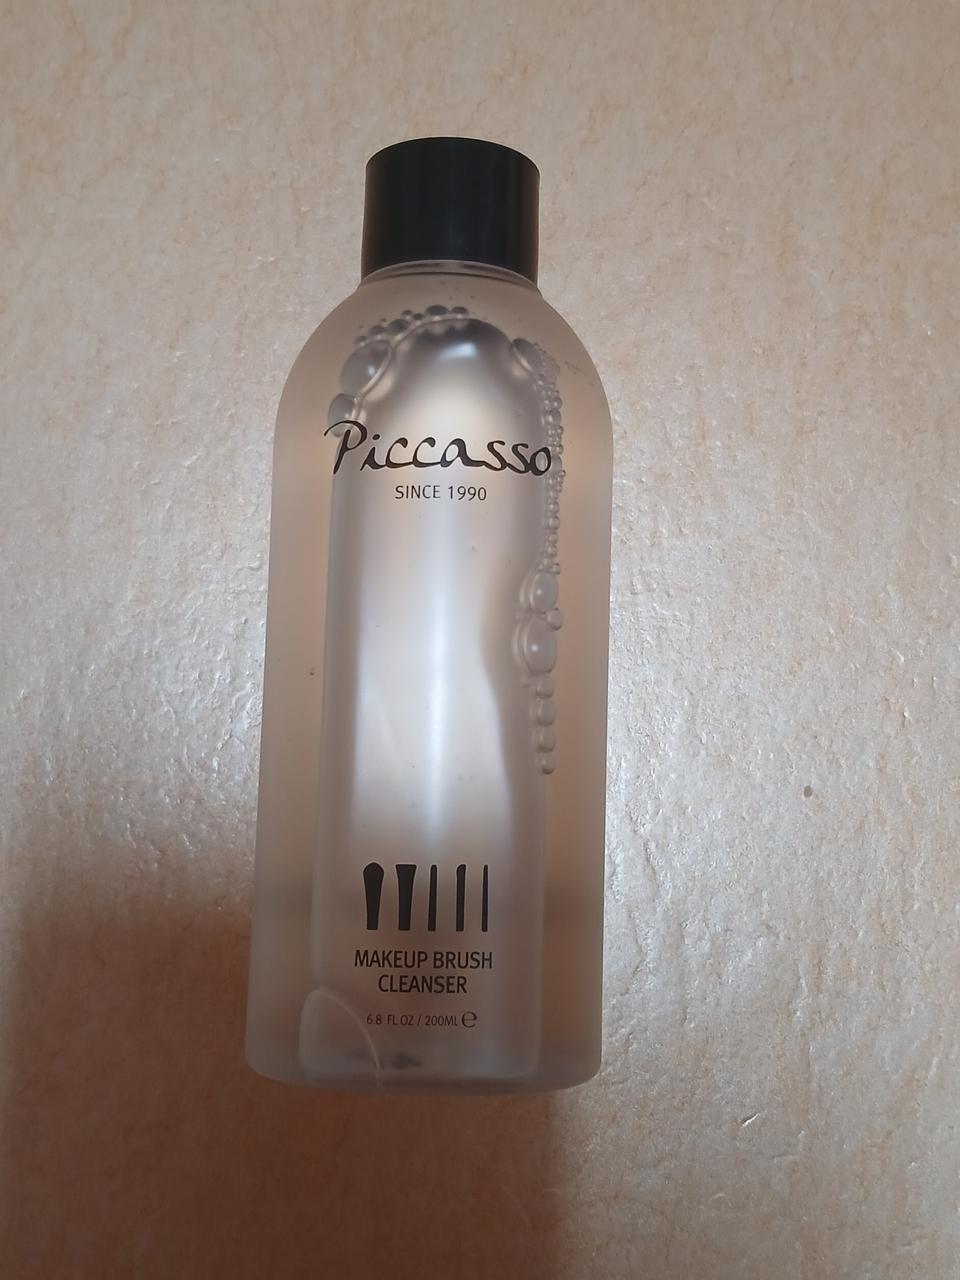 Piccasso
SINCE 1990
MAKEUP BRUSH
CLEANSER
6.8 FL OZ / 200ML ℮